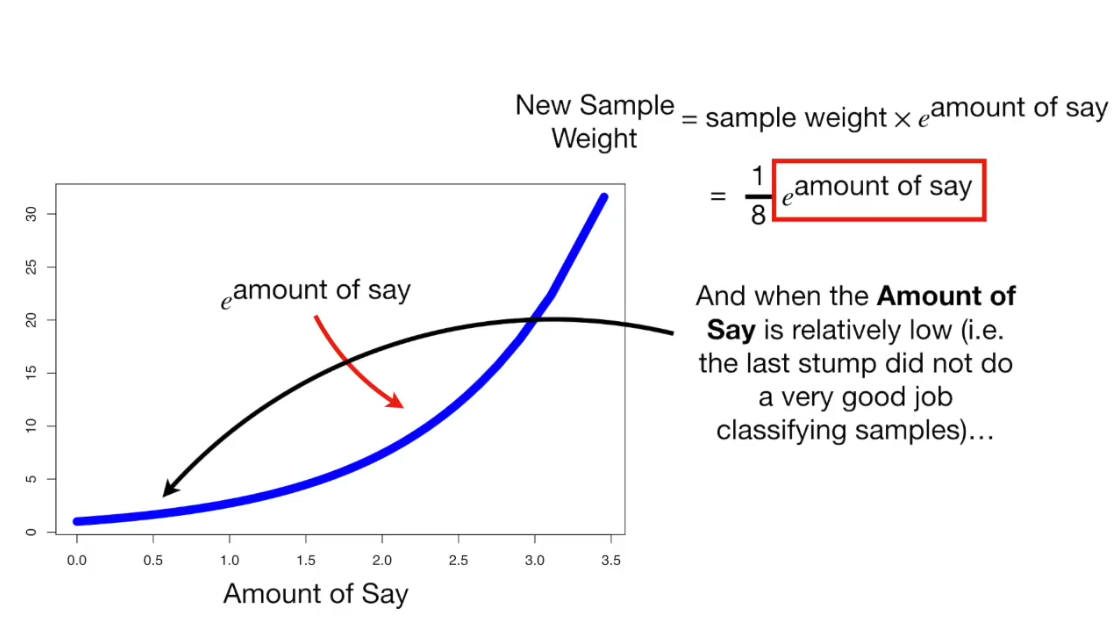 New Sample
Weight
= sample weight × e^amount of say
= 1/8 e^amount of say
And when the Amount of
Say is relatively low (i.e.
the last stump did not do
a very good job
classifying samples)…
e^amount of say
30
25
20
15
10
5
0
0.0 0.5 1.0 1.5 2.0 2.5 3.0 3.5
Amount of Say